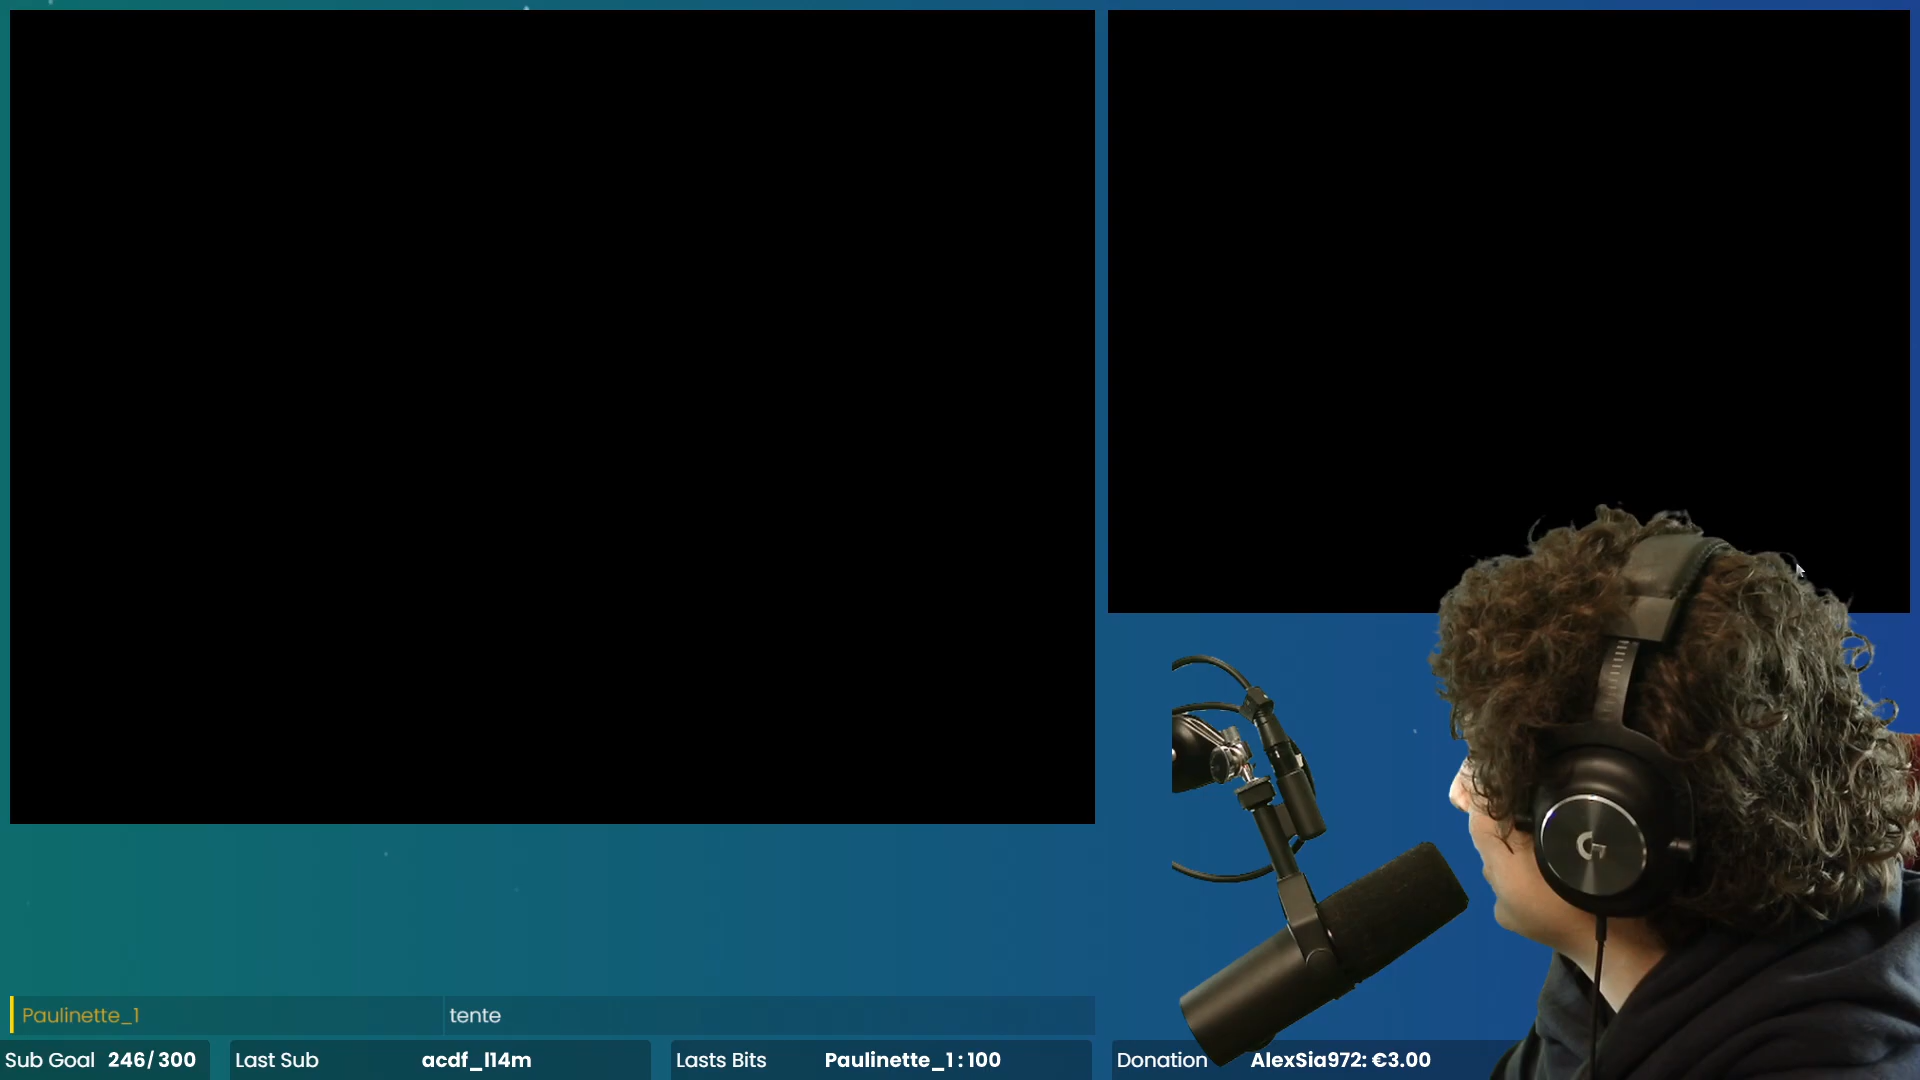 Paulinette_1 tente
Sub Goal 246/300 Last Sub acdf_l14m Lasts Bits Paulinette_1 : 100 Donation AlexSia972: €3.00